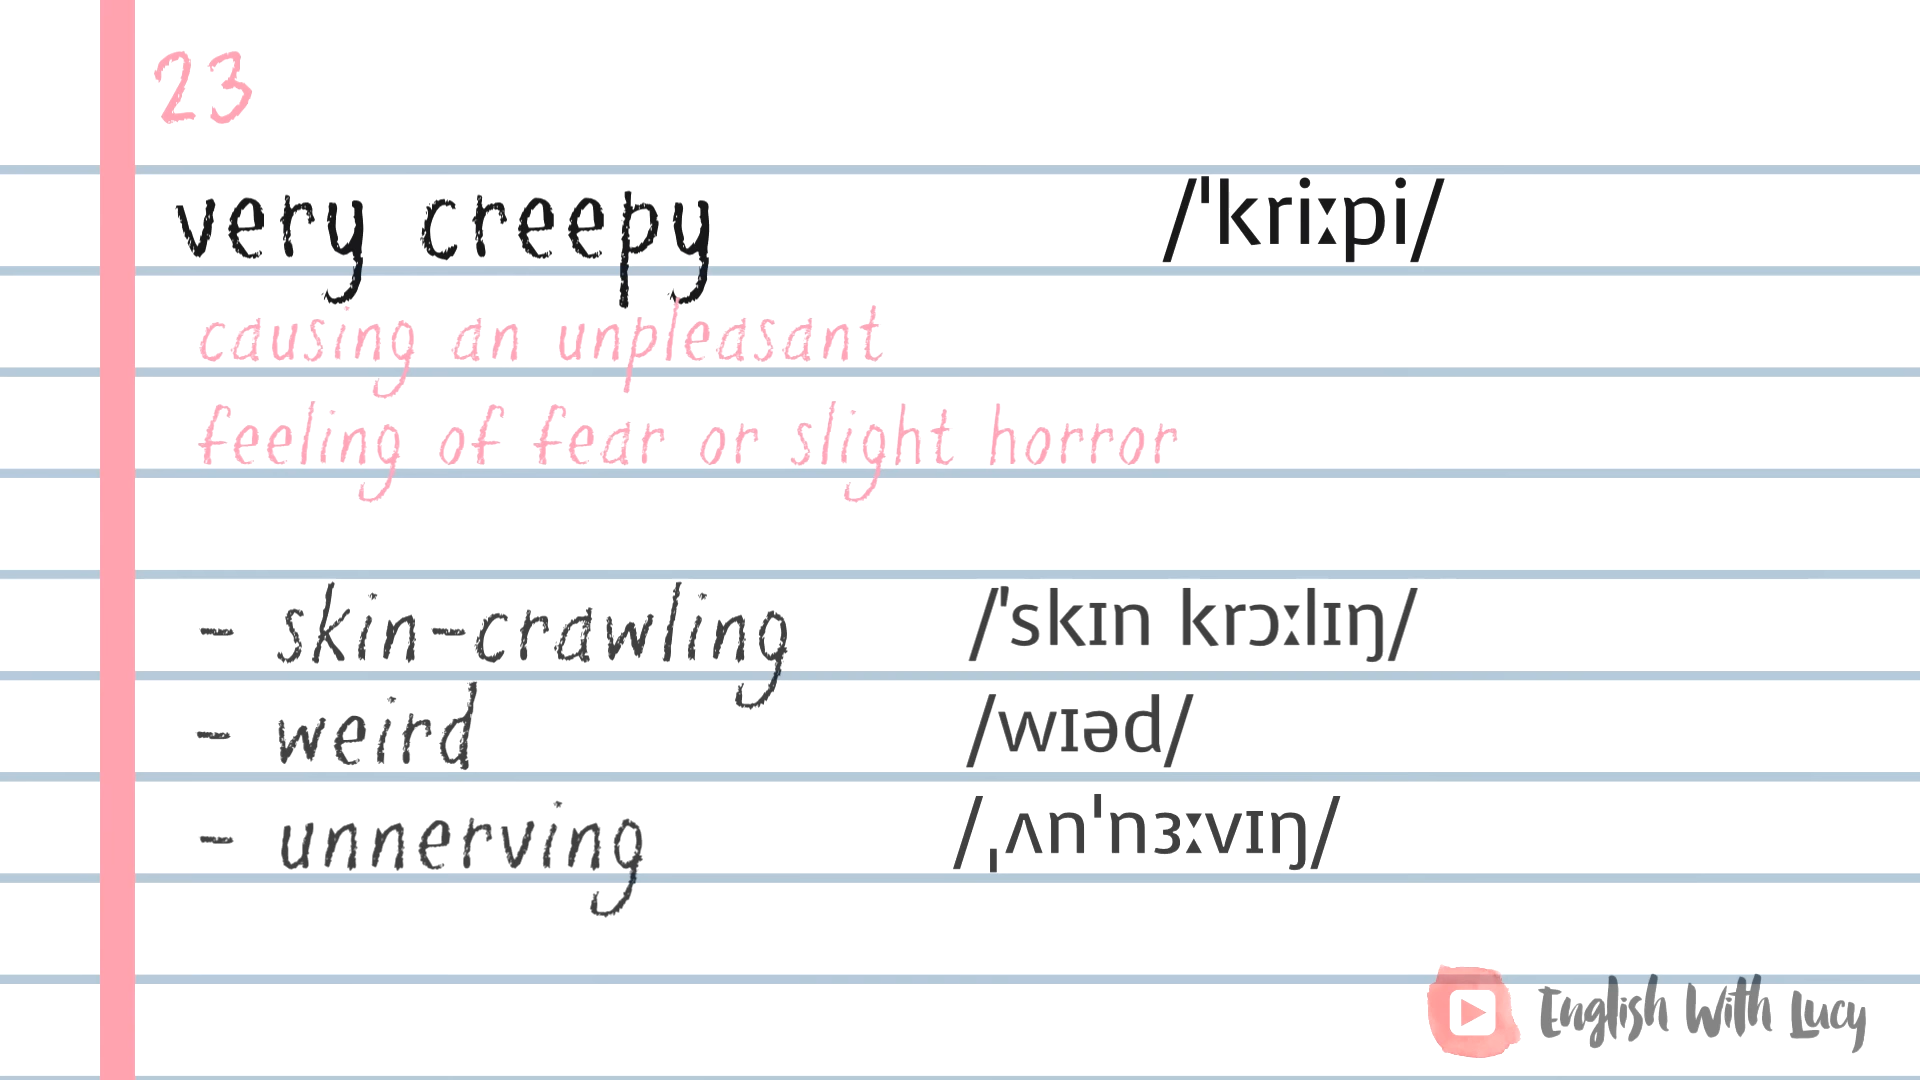 23
very creepy /ˈkriːpi/
causing an unpleasant
feeling of fear or slight horror
- skin-crawling /ˈskɪn krɔːlɪŋ/
- weird /wɪəd/
- unnerving /ˌʌnˈnɜːvɪŋ/
English With Lucy